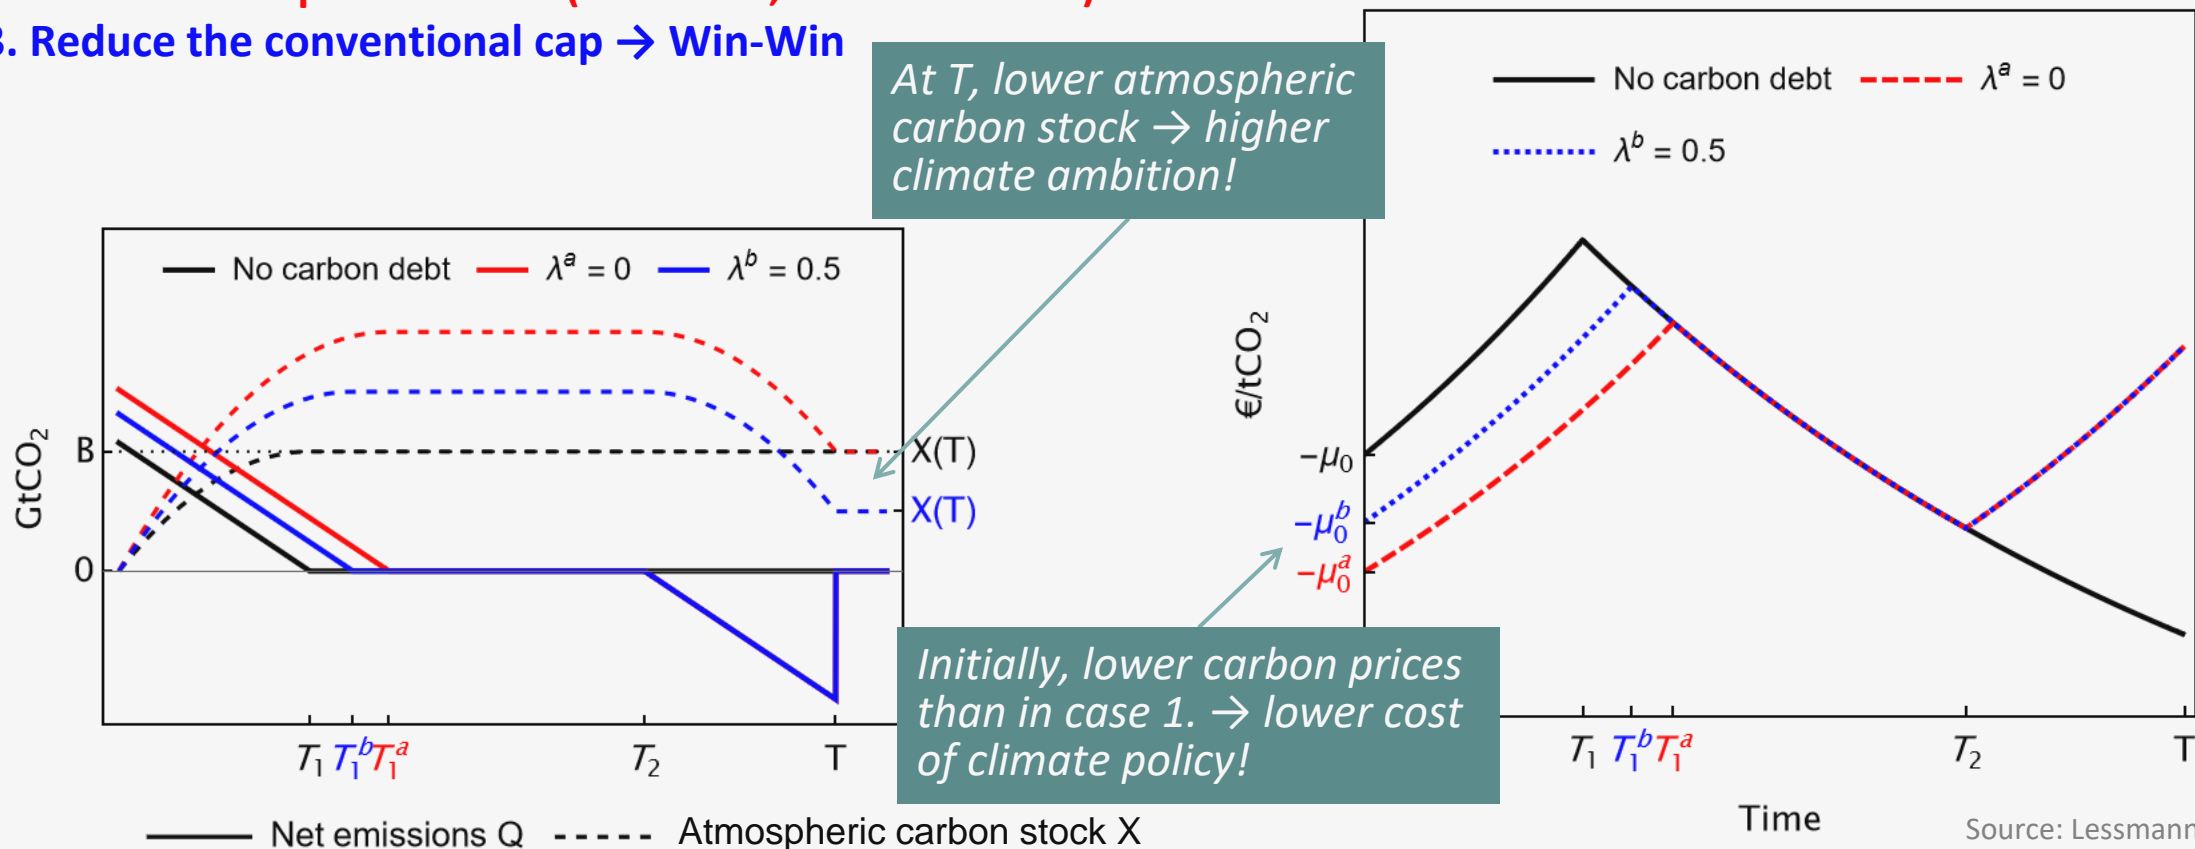 3. Reduce the conventional cap → Win-Win
At T, lower atmospheric
carbon stock → higher
climate ambition!
No carbon debt λᵃ = 0 λᵇ = 0.5
GtCO₂
B
0
X(T)
X(T)
T₁ T₁ᵇ T₁ᵃ T₂ T
Net emissions Q Atmospheric carbon stock X
No carbon debt λᵃ = 0
λᵇ = 0.5
€/tCO₂
−μ₀
−μ₀ᵇ
−μ₀ᵃ
Initially, lower carbon prices
than in case 1. → lower cost
of climate policy!
T₁ T₁ᵇ T₁ᵃ T₂ T
Time
Source: Lessmann